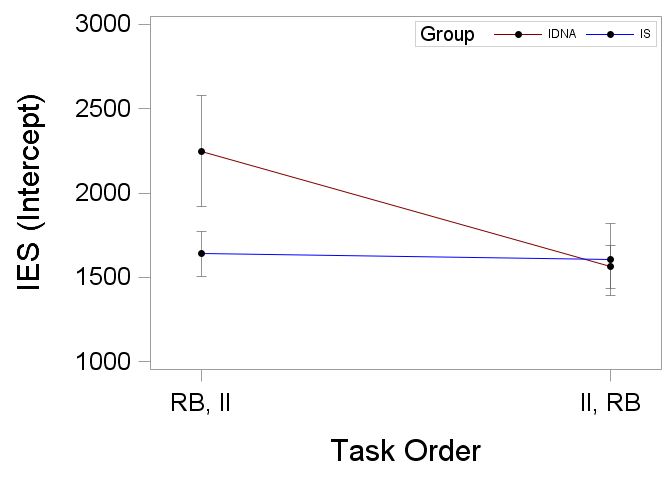 Group IDNA IS
3000
2500
2000
1500
1000
IES (Intercept)
RB, II II, RB
Task Order